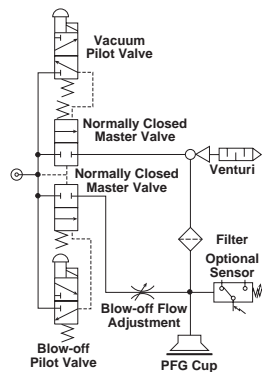 Vacuum
Pilot Valve
Normally Closed
Master Valve
Venturi
Normally Closed
Master Valve
Filter
Optional
Sensor
Blow-off Flow
Adjustment
Blow-off
Pilot Valve
PFG Cup